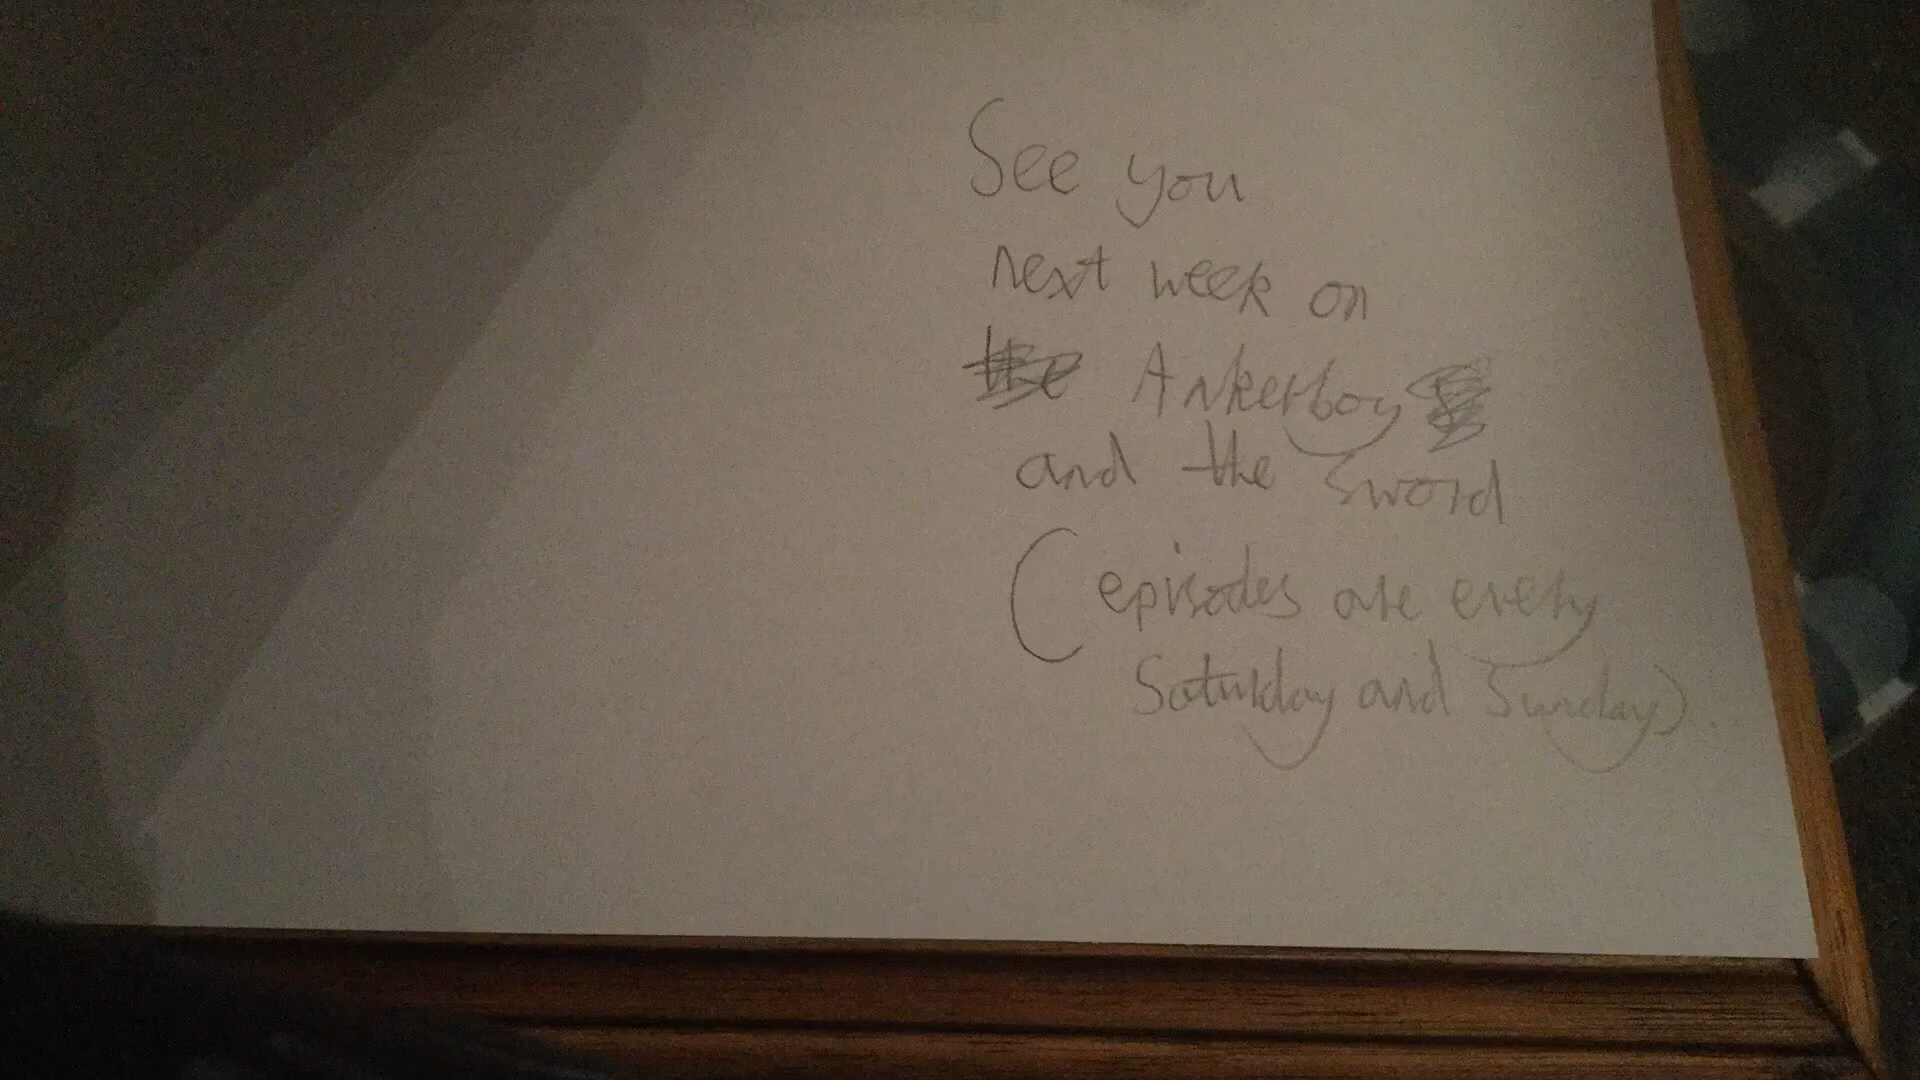 See you
next week on
Ankerboy
and the Sword
(episodes are every
Saturday and Sunday)..